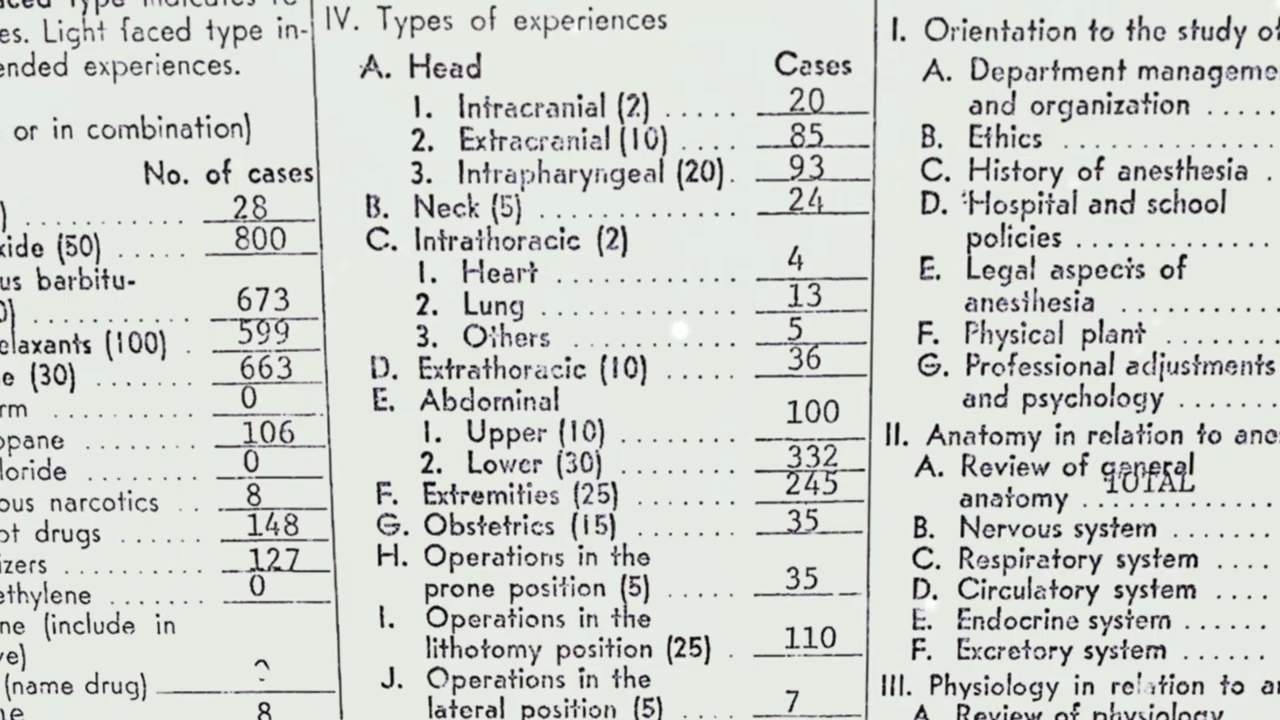 aced Type indicates re
es. Light faced type in-
ended experiences.
or in combination)
No. of cases
) .......... 28
xide (50) ...... 800
us barbitu-
0) .......... 673
elaxants (100) . 599
e (30) ........ 663
rm .......... 0
opane ........ 106
loride ........ 0
ous narcotics .. 8
ot drugs ...... 148
izers ........ 127
ethylene ....... 0
ne (include in
ve)
(name drug)
8
IV. Types of experiences
A. Head Cases
1. Intracranial (2) ..... 20
2. Extracranial (10) .... 85
3. Intrapharyngeal (20). 93
B. Neck (5) ............. 24
C. Intrathoracic (2)
1. Heart ........... 4
2. Lung ............ 13
3. Others .......... 5
D. Extrathoracic (10) ..... 36
E. Abdominal
1. Upper (10) ........ 100
2. Lower (30) ........ 332
F. Extremities (25) ........ 245
G. Obstetrics (15) ........ 35
H. Operations in the
prone position (5) ..... 35
I. Operations in the
lithotomy position (25) . 110
J. Operations in the
lateral position (5) .... 7
I. Orientation to the study of
A. Department manageme
and organization .....
B. Ethics .............
C. History of anesthesia .
D. Hospital and school
policies ............
E. Legal aspects of
anesthesia ..........
F. Physical plant .......
G. Professional adjustments
and psychology .......
II. Anatomy in relation to ane
A. Review of general
TOTAL
anatomy ............
B. Nervous system ......
C. Respiratory system ....
D. Circulatory system ....
E. Endocrine system ......
F. Excretory system ......
III. Physiology in relation to a
A. Review of physiology